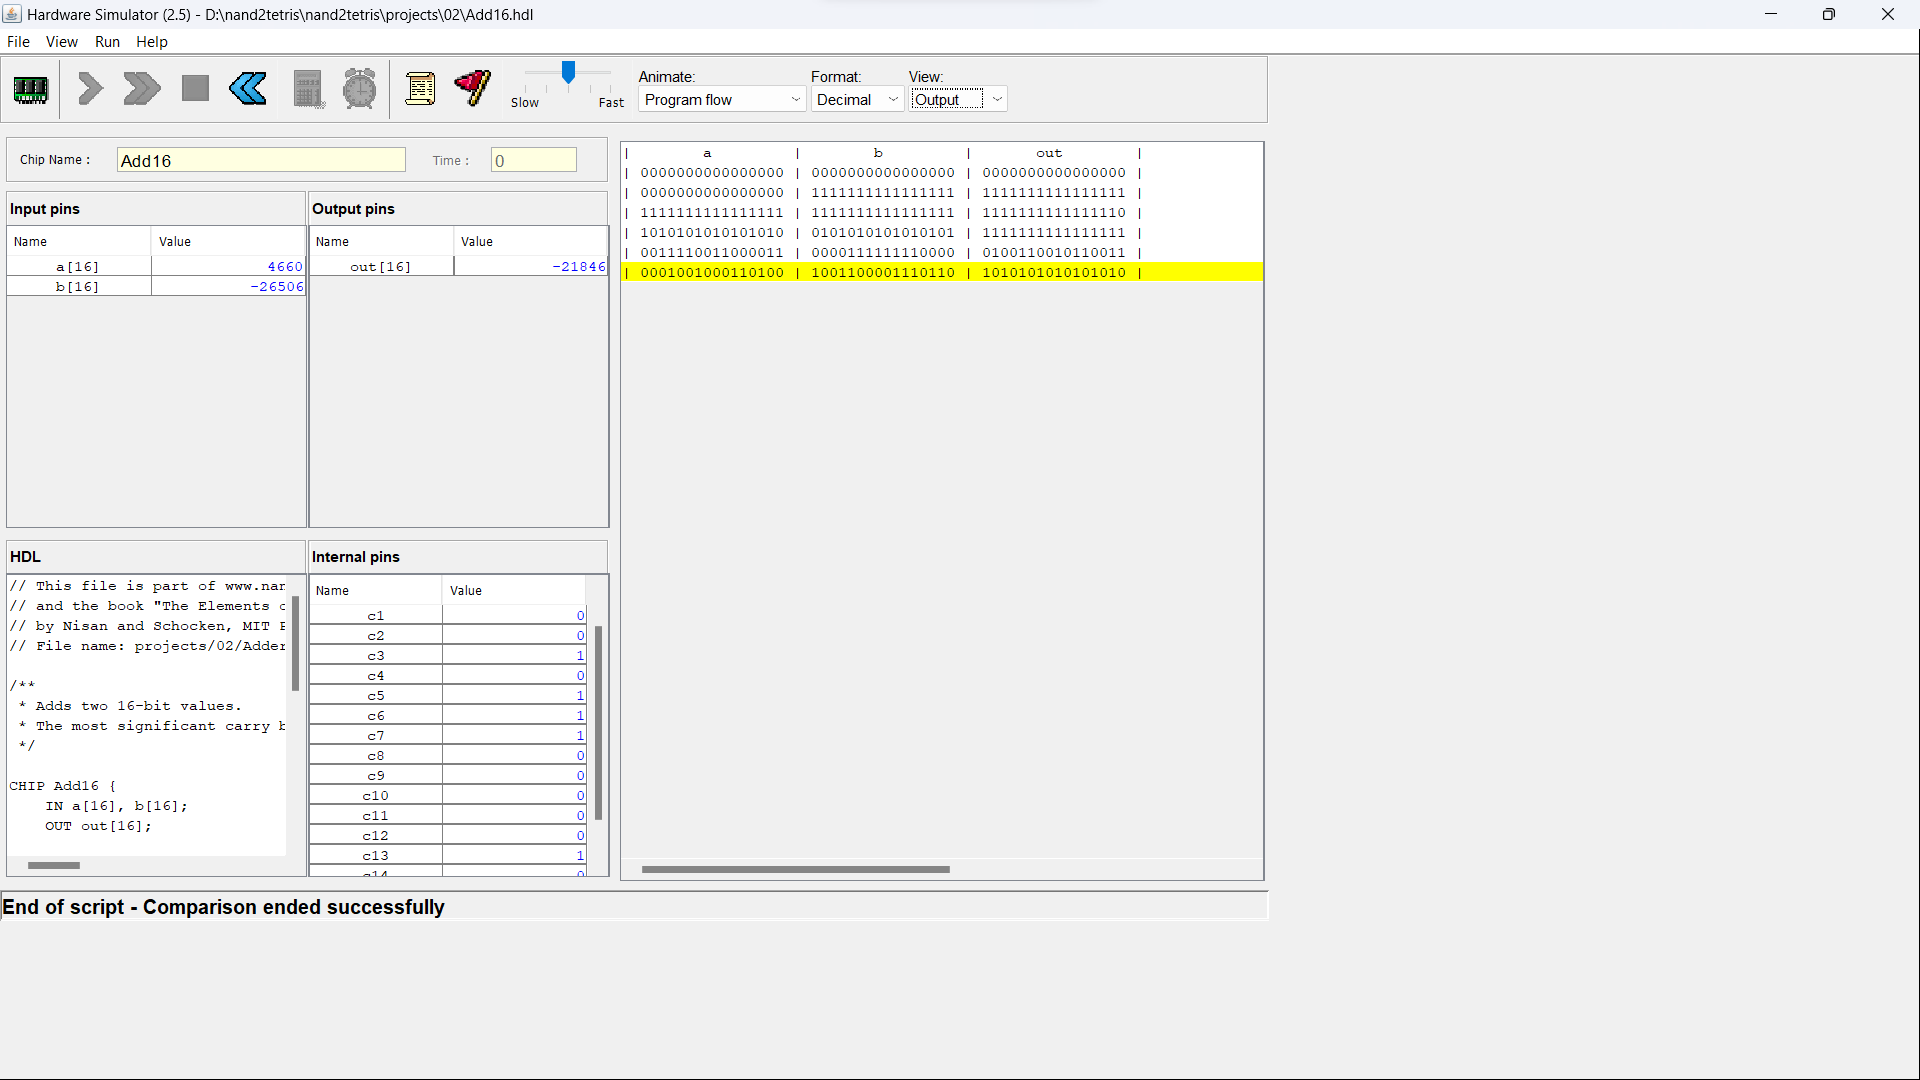 Hardware Simulator (2.5) - D:\nand2tetris\nand2tetris\projects\02\Add16.hdl
File View Run Help
Slow Fast
Animate: Format: View:
Program flow Decimal Output
Chip Name : Add16 Time : 0
Input pins
Name Value
a[16] 4660
b[16] -26506
Output pins
Name Value
out[16] -21846
HDL
// This file is part of www.nan
// and the book "The Elements o
// by Nisan and Schocken, MIT P
// File name: projects/02/Adder
/**
* Adds two 16-bit values.
* The most significant carry b
*/
CHIP Add16 {
IN a[16], b[16];
OUT out[16];
Internal pins
Name Value
c1 0
c2 0
c3 1
c4 0
c5 1
c6 1
c7 1
c8 0
c9 0
c10 0
c11 0
c12 0
c13 1
c14 0
| a | b | out |
| 0000000000000000 | 0000000000000000 | 0000000000000000 |
| 0000000000000000 | 1111111111111111 | 1111111111111111 |
| 1111111111111111 | 1111111111111111 | 1111111111111110 |
| 1010101010101010 | 0101010101010101 | 1111111111111111 |
| 0011110011000011 | 0000111111110000 | 0100110010110011 |
| 0001001000110100 | 1001100001110110 | 1010101010101010 |
End of script - Comparison ended successfully